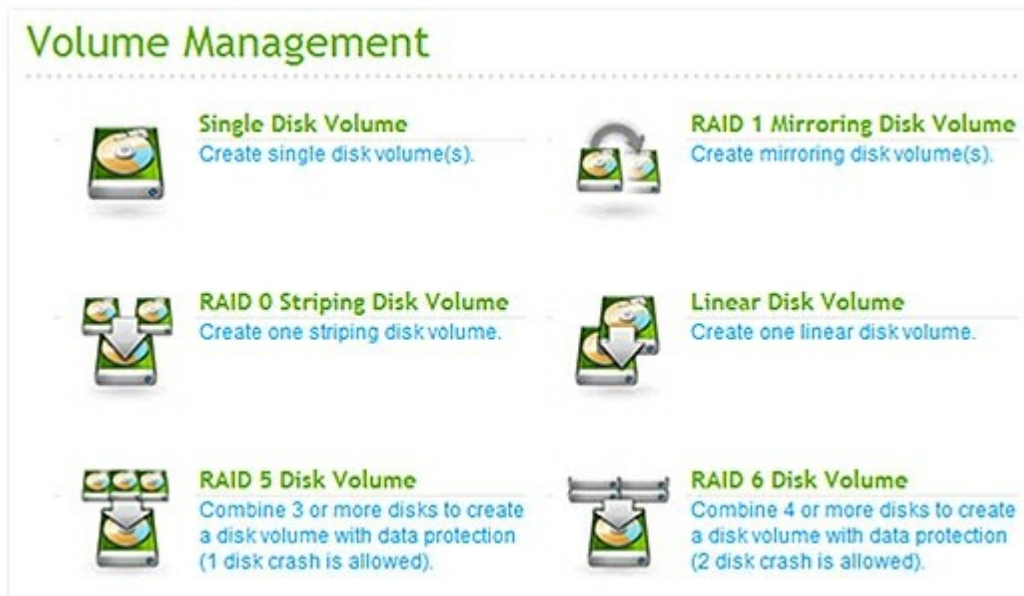 Volume Management
Single Disk Volume
Create single disk volume(s).
RAID 1 Mirroring Disk Volume
Create mirroring disk volume(s).
RAID 0 Striping Disk Volume
Create one striping disk volume.
Linear Disk Volume
Create one linear disk volume.
RAID 5 Disk Volume
Combine 3 or more disks to create
a disk volume with data protection
(1 disk crash is allowed).
RAID 6 Disk Volume
Combine 4 or more disks to create
a disk volume with data protection
(2 disk crash is allowed).